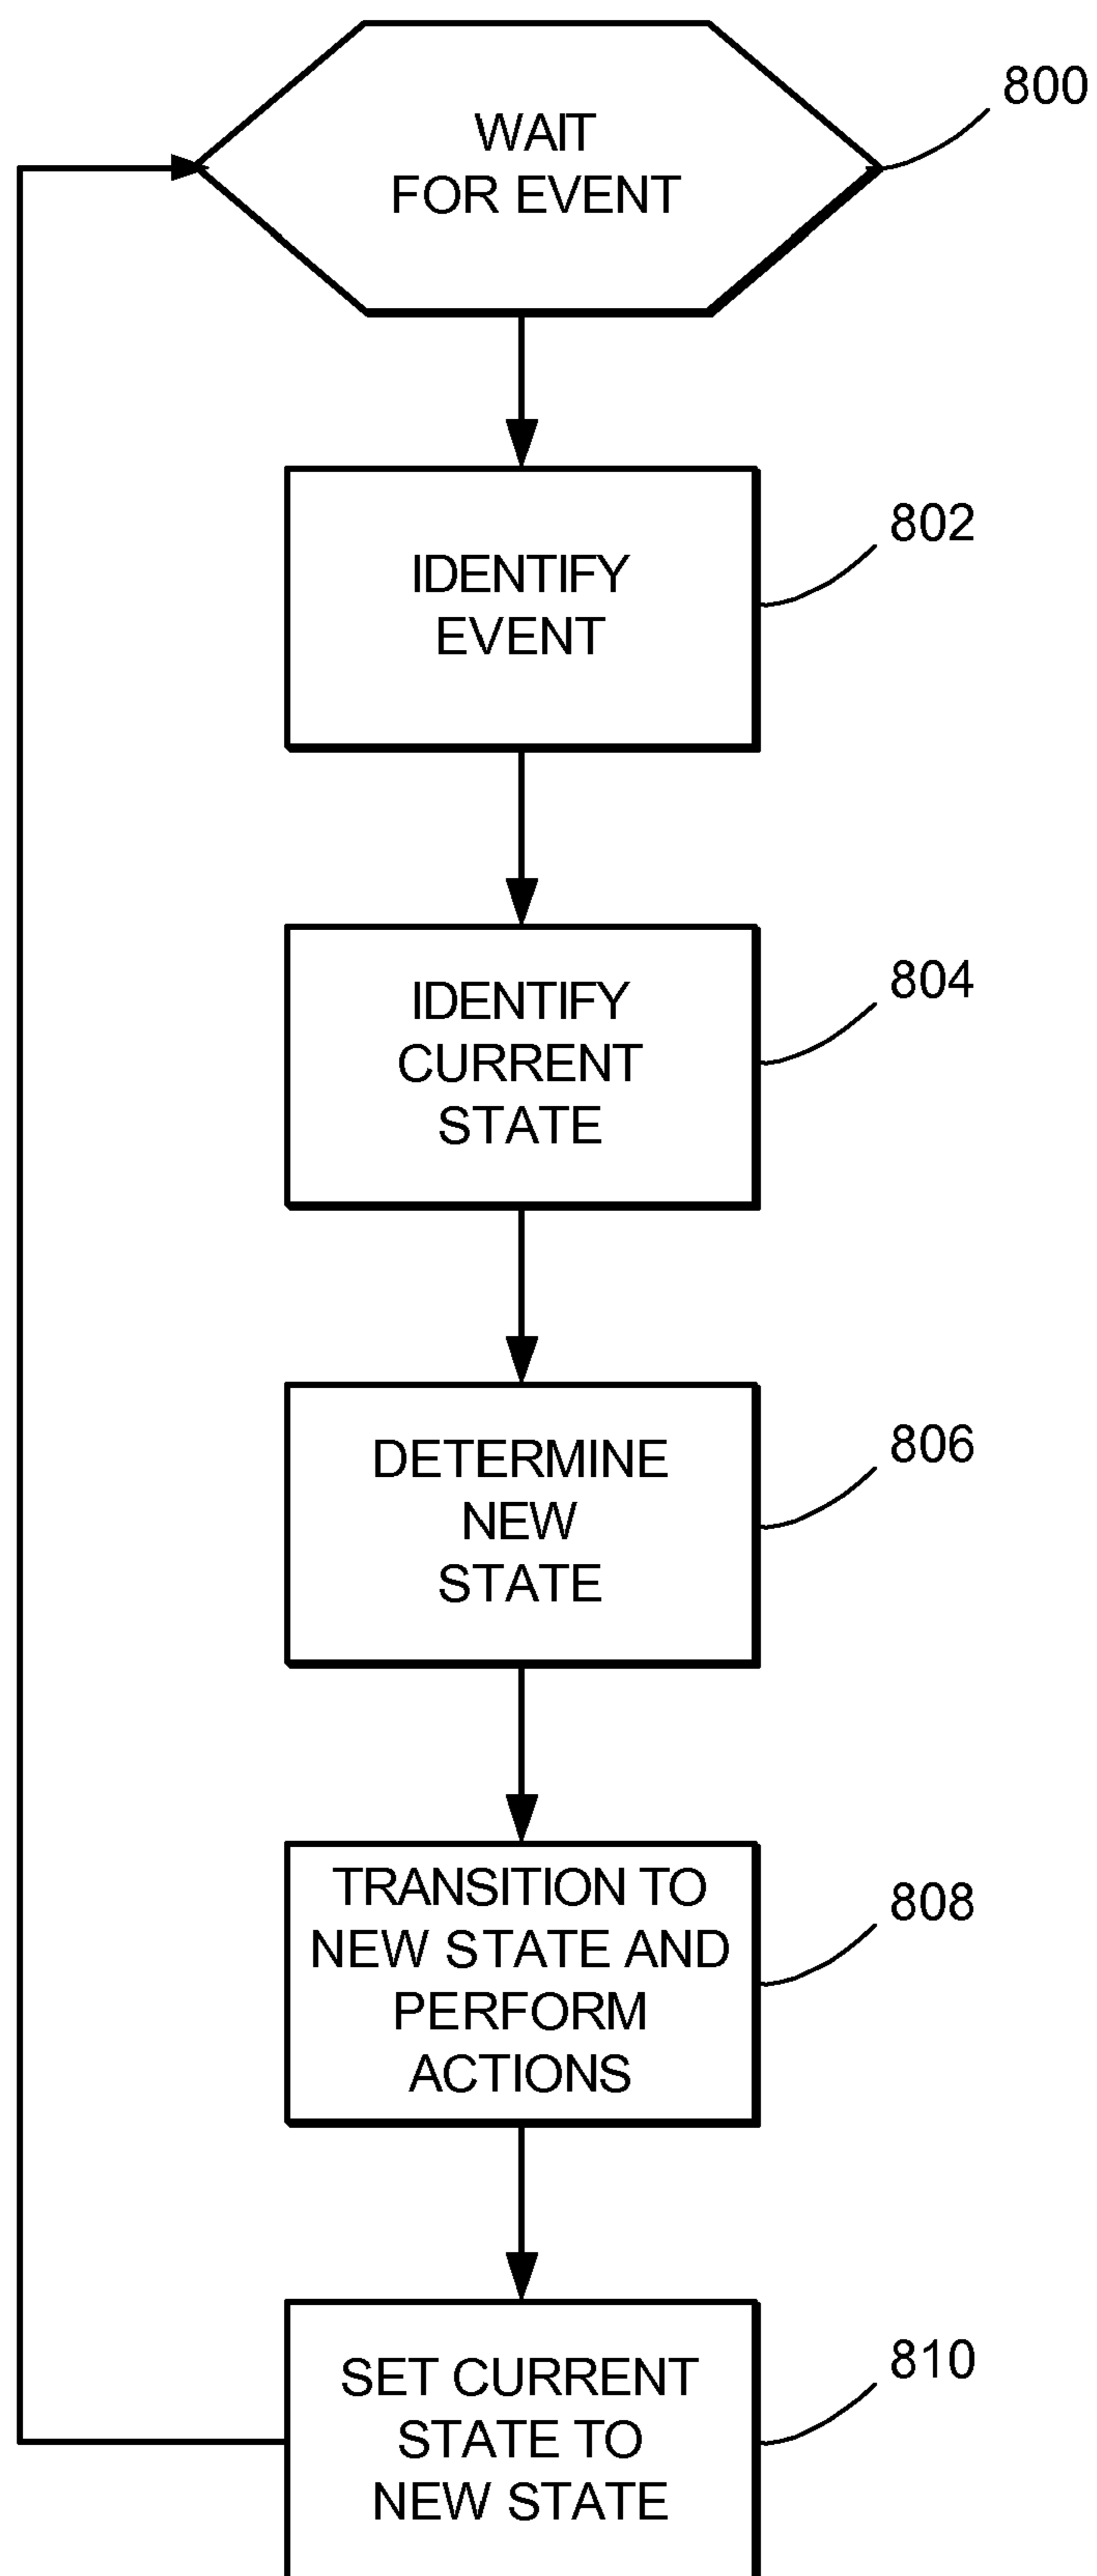 WAIT
FOR EVENT
800
IDENTIFY
EVENT
802
IDENTIFY
CURRENT
STATE
804
DETERMINE
NEW
STATE
806
TRANSITION TO
NEW STATE AND
PERFORM
ACTIONS
808
SET CURRENT
STATE TO
NEW STATE
810